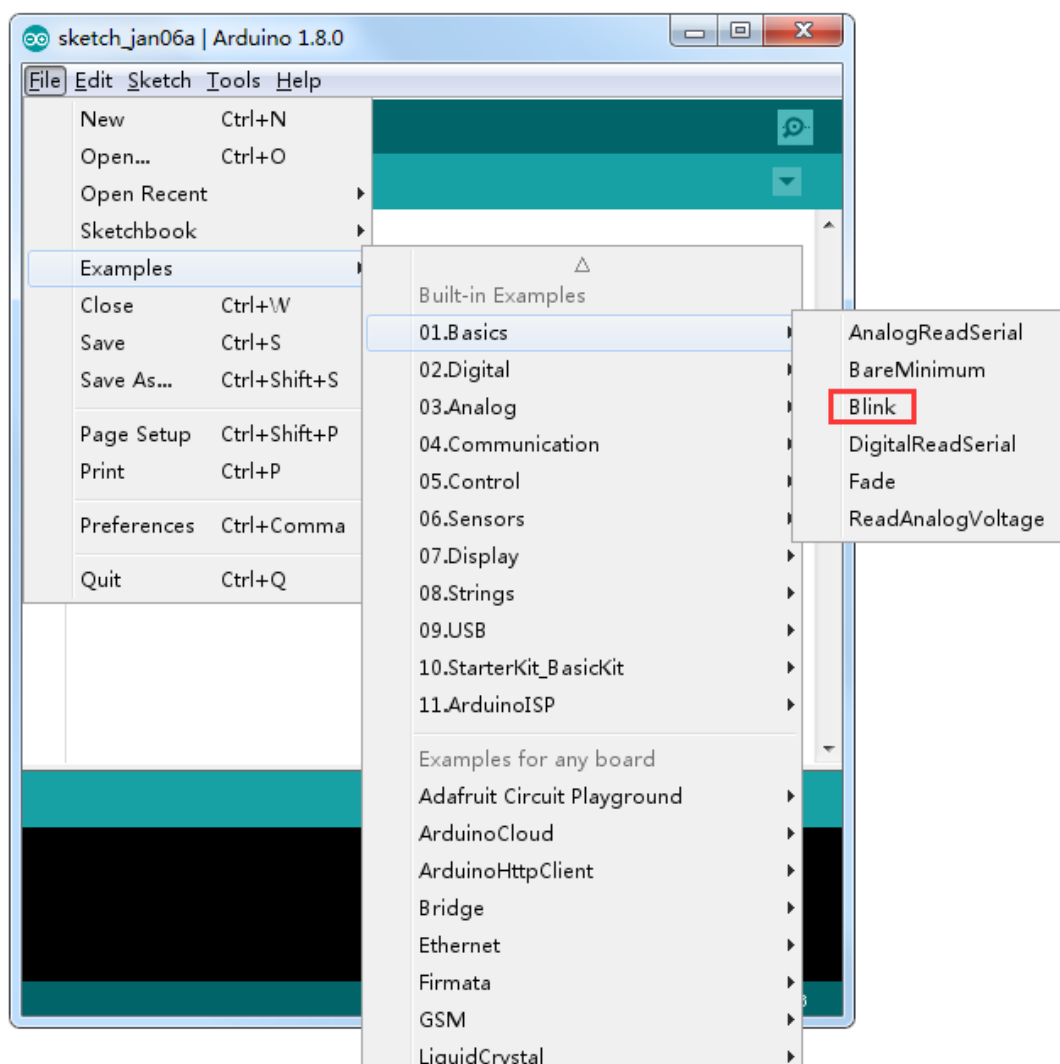 sketch_jan06a | Arduino 1.8.0
File Edit Sketch Tools Help
New Ctrl+N
Open... Ctrl+O
Open Recent
Sketchbook
Examples
Close Ctrl+W
Save Ctrl+S
Save As... Ctrl+Shift+S
Page Setup Ctrl+Shift+P
Print Ctrl+P
Preferences Ctrl+Comma
Quit Ctrl+Q
Built-in Examples
01.Basics
02.Digital
03.Analog
04.Communication
05.Control
06.Sensors
07.Display
08.Strings
09.USB
10.StarterKit_BasicKit
11.ArduinoISP
Examples for any board
Adafruit Circuit Playground
ArduinoCloud
ArduinoHttpClient
Bridge
Ethernet
Firmata
GSM
LiquidCrystal
AnalogReadSerial
BareMinimum
Blink
DigitalReadSerial
Fade
ReadAnalogVoltage